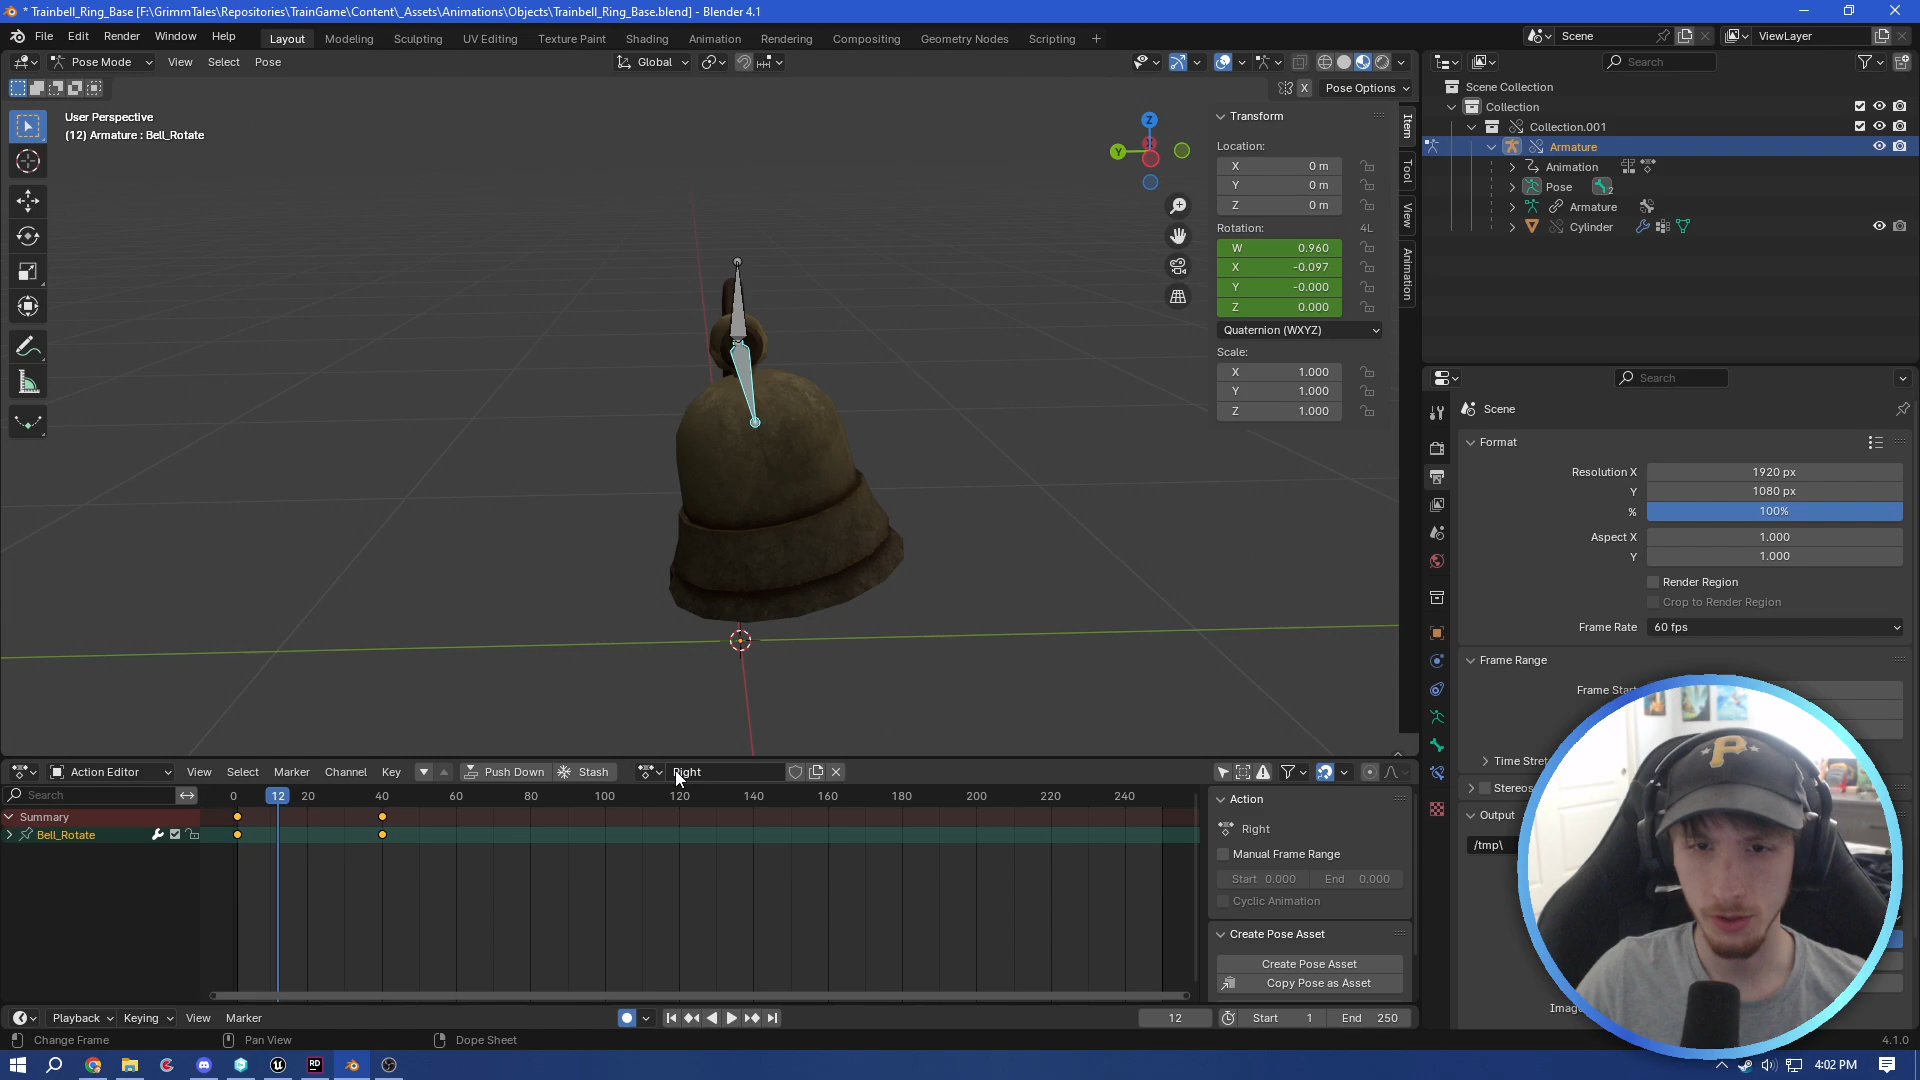 * Trainbell_Ring_Base [F:\GrimmTales\Repositories\TrainGame\Content\_Assets\Animations\Objects\Trainbell_Ring_Base.blend] - Blender 4.1
File Edit Render Window Help Layout Modeling Sculpting UV Editing Texture Paint Shading Animation Rendering Compositing Geometry Nodes Scripting + Scene ViewLayer
Pose Mode View Select Pose Global Search
X Pose Options
User Perspective
(12) Armature : Bell_Rotate
Z
Y
Transform
Location:
X 0 m
Y 0 m
Z 0 m
Rotation: 4L
W 0.960
X -0.097
Y -0.000
Z 0.000
Quaternion (WXYZ)
Scale:
X 1.000
Y 1.000
Z 1.000
Item
Tool
View
Animation
Scene Collection
Collection
Collection.001
Armature
Animation
Pose 2
Armature
Cylinder
Search
Scene
Format
Resolution X 1920 px
Y 1080 px
% 100%
Aspect X 1.000
Y 1.000
Render Region
Crop to Render Region
Frame Rate 60 fps
Frame Range
Frame Start
Time Stret
Stereos
Output
/tmp\
Imag
P
Action Editor View Select Marker Channel Key Push Down Stash Right
Search 0 12 20 40 60 80 100 120 140 160 180 200 220 240
Summary
Bell_Rotate
Action
Right
Manual Frame Range
Start 0.000 End 0.000
Cyclic Animation
Create Pose Asset
Create Pose Asset
Copy Pose as Asset
Playback Keying View Marker 12 Start 1 End 250
Change Frame Pan View Dope Sheet 4.1.0
RD 4:02 PM